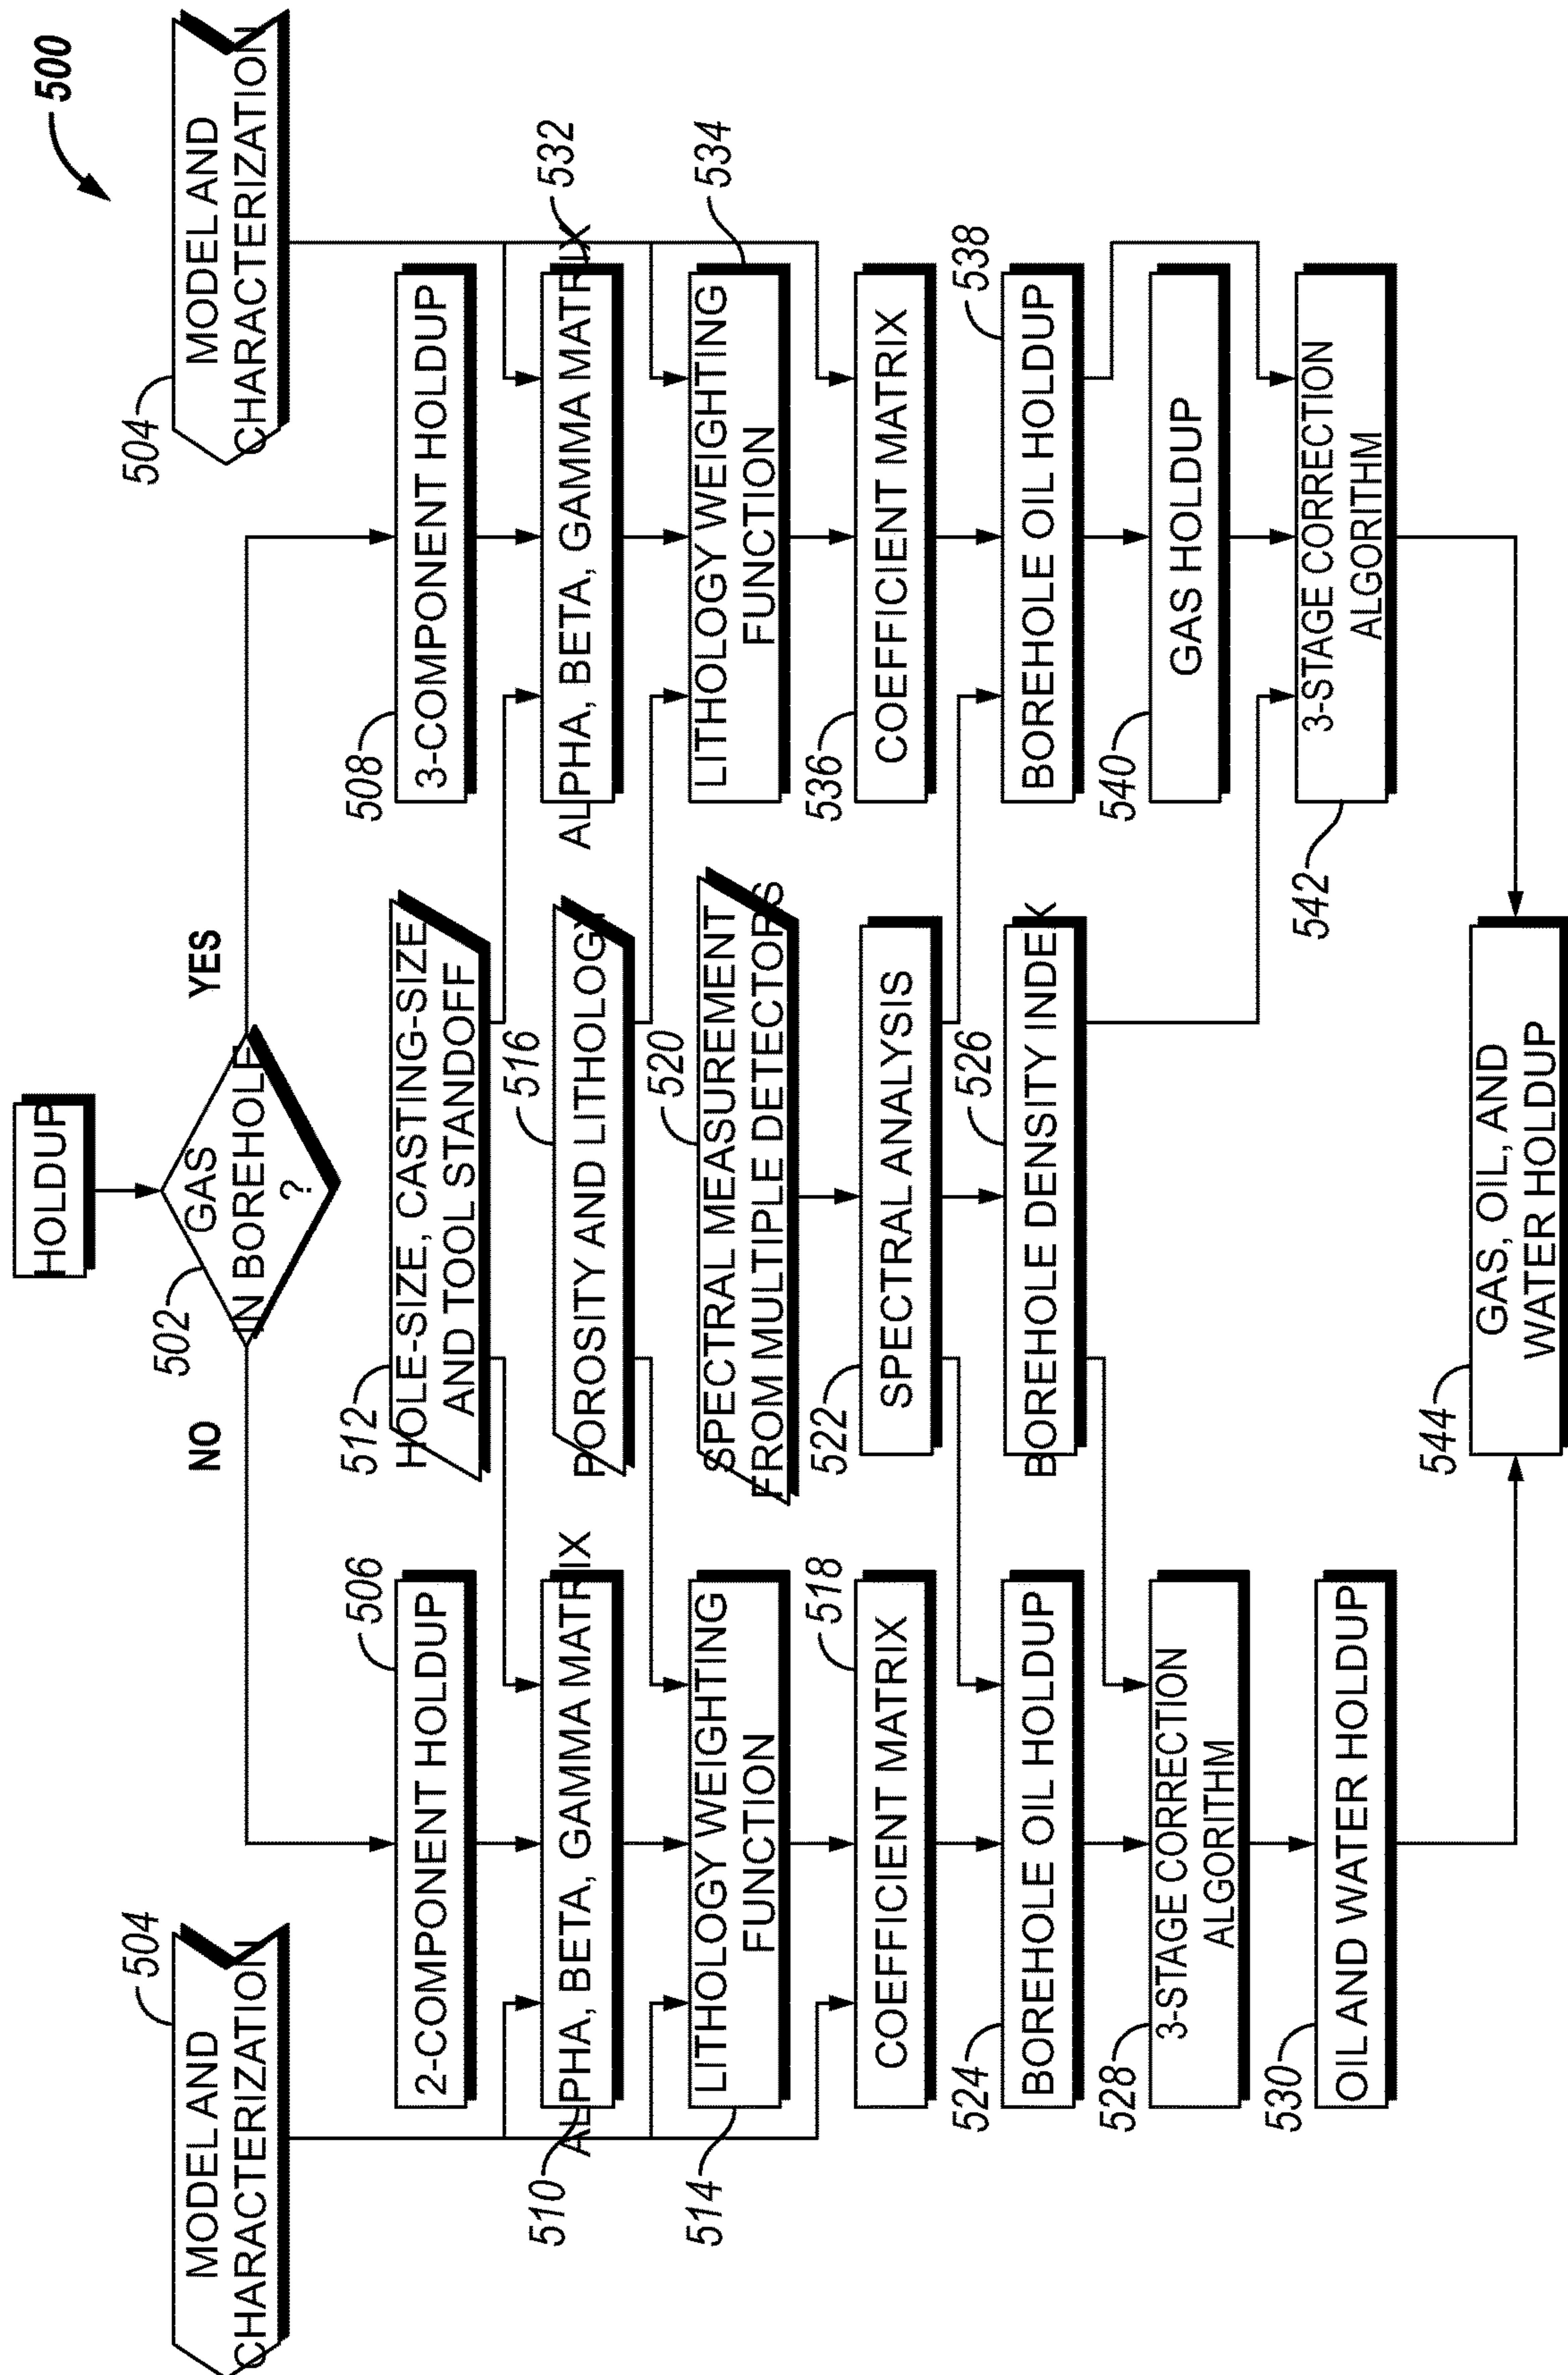 500
HOLDUP
502
GAS
IN BOREHOLE
?
NO
YES
504
MODEL AND
CHARACTERIZATION
504
MODEL AND
CHARACTERIZATION
506
2-COMPONENT HOLDUP
512
HOLE-SIZE, CASTING-SIZE
AND TOOL STANDOFF
508
3-COMPONENT HOLDUP
510
ALPHA, BETA, GAMMA MATRIX
516
POROSITY AND LITHOLOGY
532
ALPHA, BETA, GAMMA MATRIX
514
LITHOLOGY WEIGHTING
FUNCTION
520
SPECTRAL MEASUREMENT
FROM MULTIPLE DETECTORS
534
LITHOLOGY WEIGHTING
FUNCTION
518
COEFFICIENT MATRIX
522
SPECTRAL ANALYSIS
536
COEFFICIENT MATRIX
524
BOREHOLE OIL HOLDUP
526
BOREHOLE DENSITY INDEX
538
BOREHOLE OIL HOLDUP
528
3-STAGE CORRECTION
ALGORITHM
540
GAS HOLDUP
530
OIL AND WATER HOLDUP
542
3-STAGE CORRECTION
ALGORITHM
544
GAS, OIL, AND
WATER HOLDUP